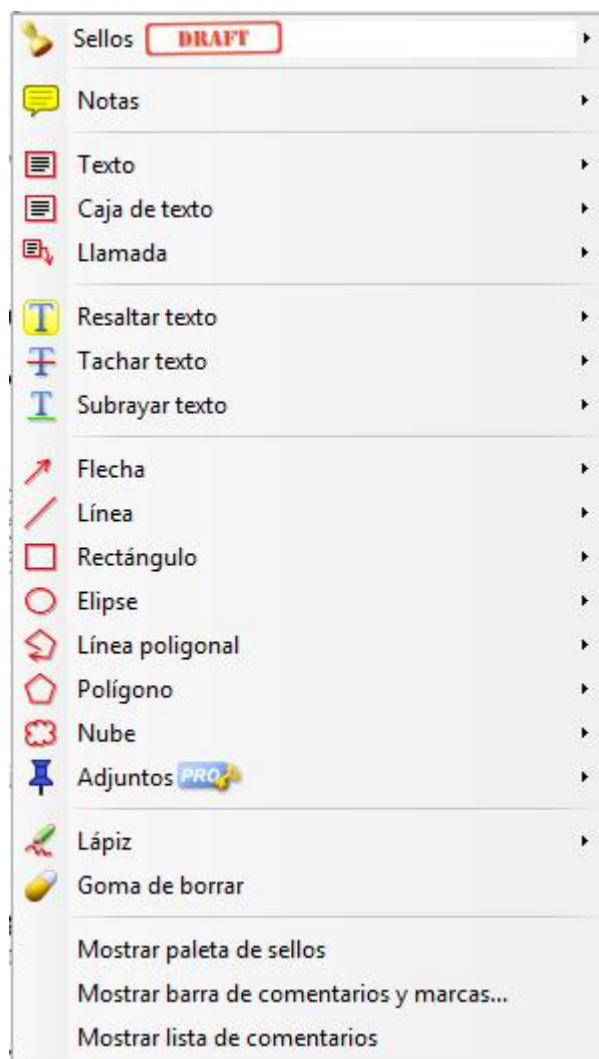 Sellos DRAFT
Notas
Texto
Caja de texto
Llamada
Resaltar texto
Tachar texto
Subrayar texto
Flecha
Línea
Rectángulo
Elipse
Línea poligonal
Polígono
Nube
Adjuntos PRO
Lápiz
Goma de borrar
Mostrar paleta de sellos
Mostrar barra de comentarios y marcas...
Mostrar lista de comentarios